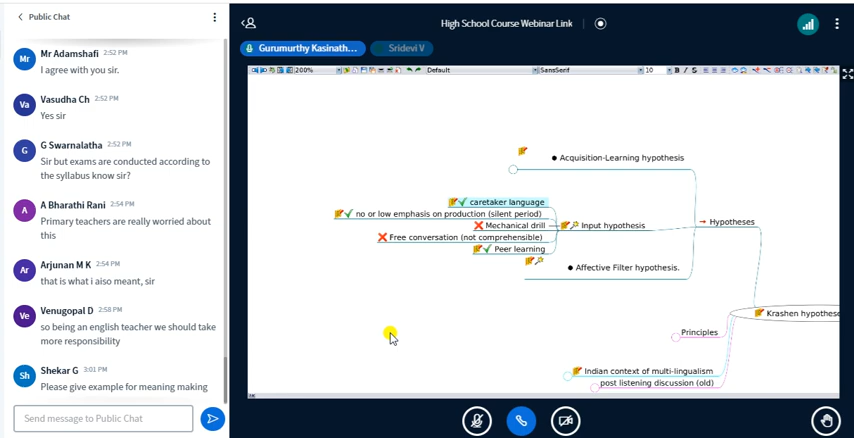 Public Chat
Mr
Mr Adamshafi 2:52 PM
I agree with you sir.
Va
Vasudha Ch 2:52 PM
Yes sir
G
G Swarnalatha 2:52 PM
Sir but exams are conducted according to
the syllabus know sir?
A
A Bharathi Rani 2:54 PM
Primary teachers are really worried about
this
Ar
Arjunan M K 2:54 PM
that is what i aiso meant, sir
Ve
Venugopal D 2:58 PM
so being an english teacher we should take
more responsibility
Sh
Shekar G 3:01 PM
Please give example for meaning making
Send message to Public Chat
High School Course Webinar Link
Gurumurthy Kasinath...
Sridevi V
200%
Default
SansSerif
10
B I S
Acquisition-Learning hypothesis
caretaker language
no or low emphasis on production (silent period)
Mechanical drill
Input hypothesis
Hypotheses
Free conversation (not comprehensible)
Peer learning
Affective Filter hypothesis.
Krashen hypothese
Principles
Indian context of multi-lingualism
post listening discussion (old)